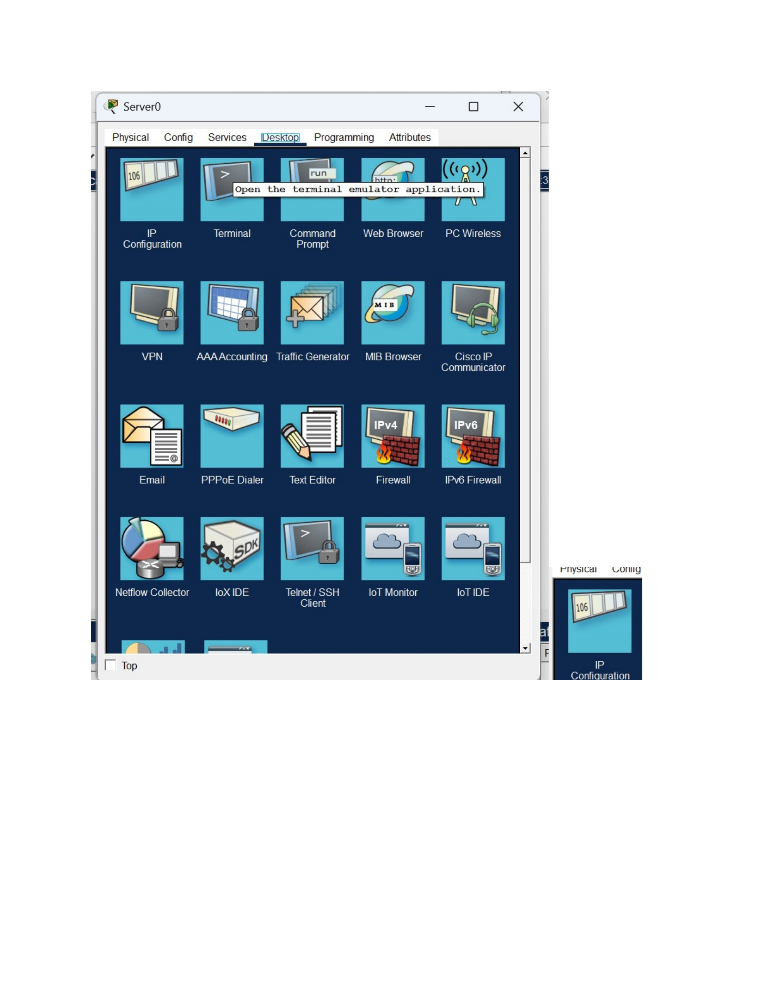 Server0
Physical Config Services Desktop Programming Attributes
106
>
run
http:
Open the terminal emulator application.
IP
Configuration
Terminal
Command
Prompt
Web Browser
PC Wireless
MIB
VPN
AAA Accounting
Traffic Generator
MIB Browser
Cisco IP
Communicator
@
IPv4
IPv6
Email
PPPoE Dialer
Text Editor
Firewall
IPv6 Firewall
SDK
>
Netflow Collector
IoX IDE
Telnet / SSH
Client
IoT Monitor
IoT IDE
Top
Physical Config
106
IP
Configuration